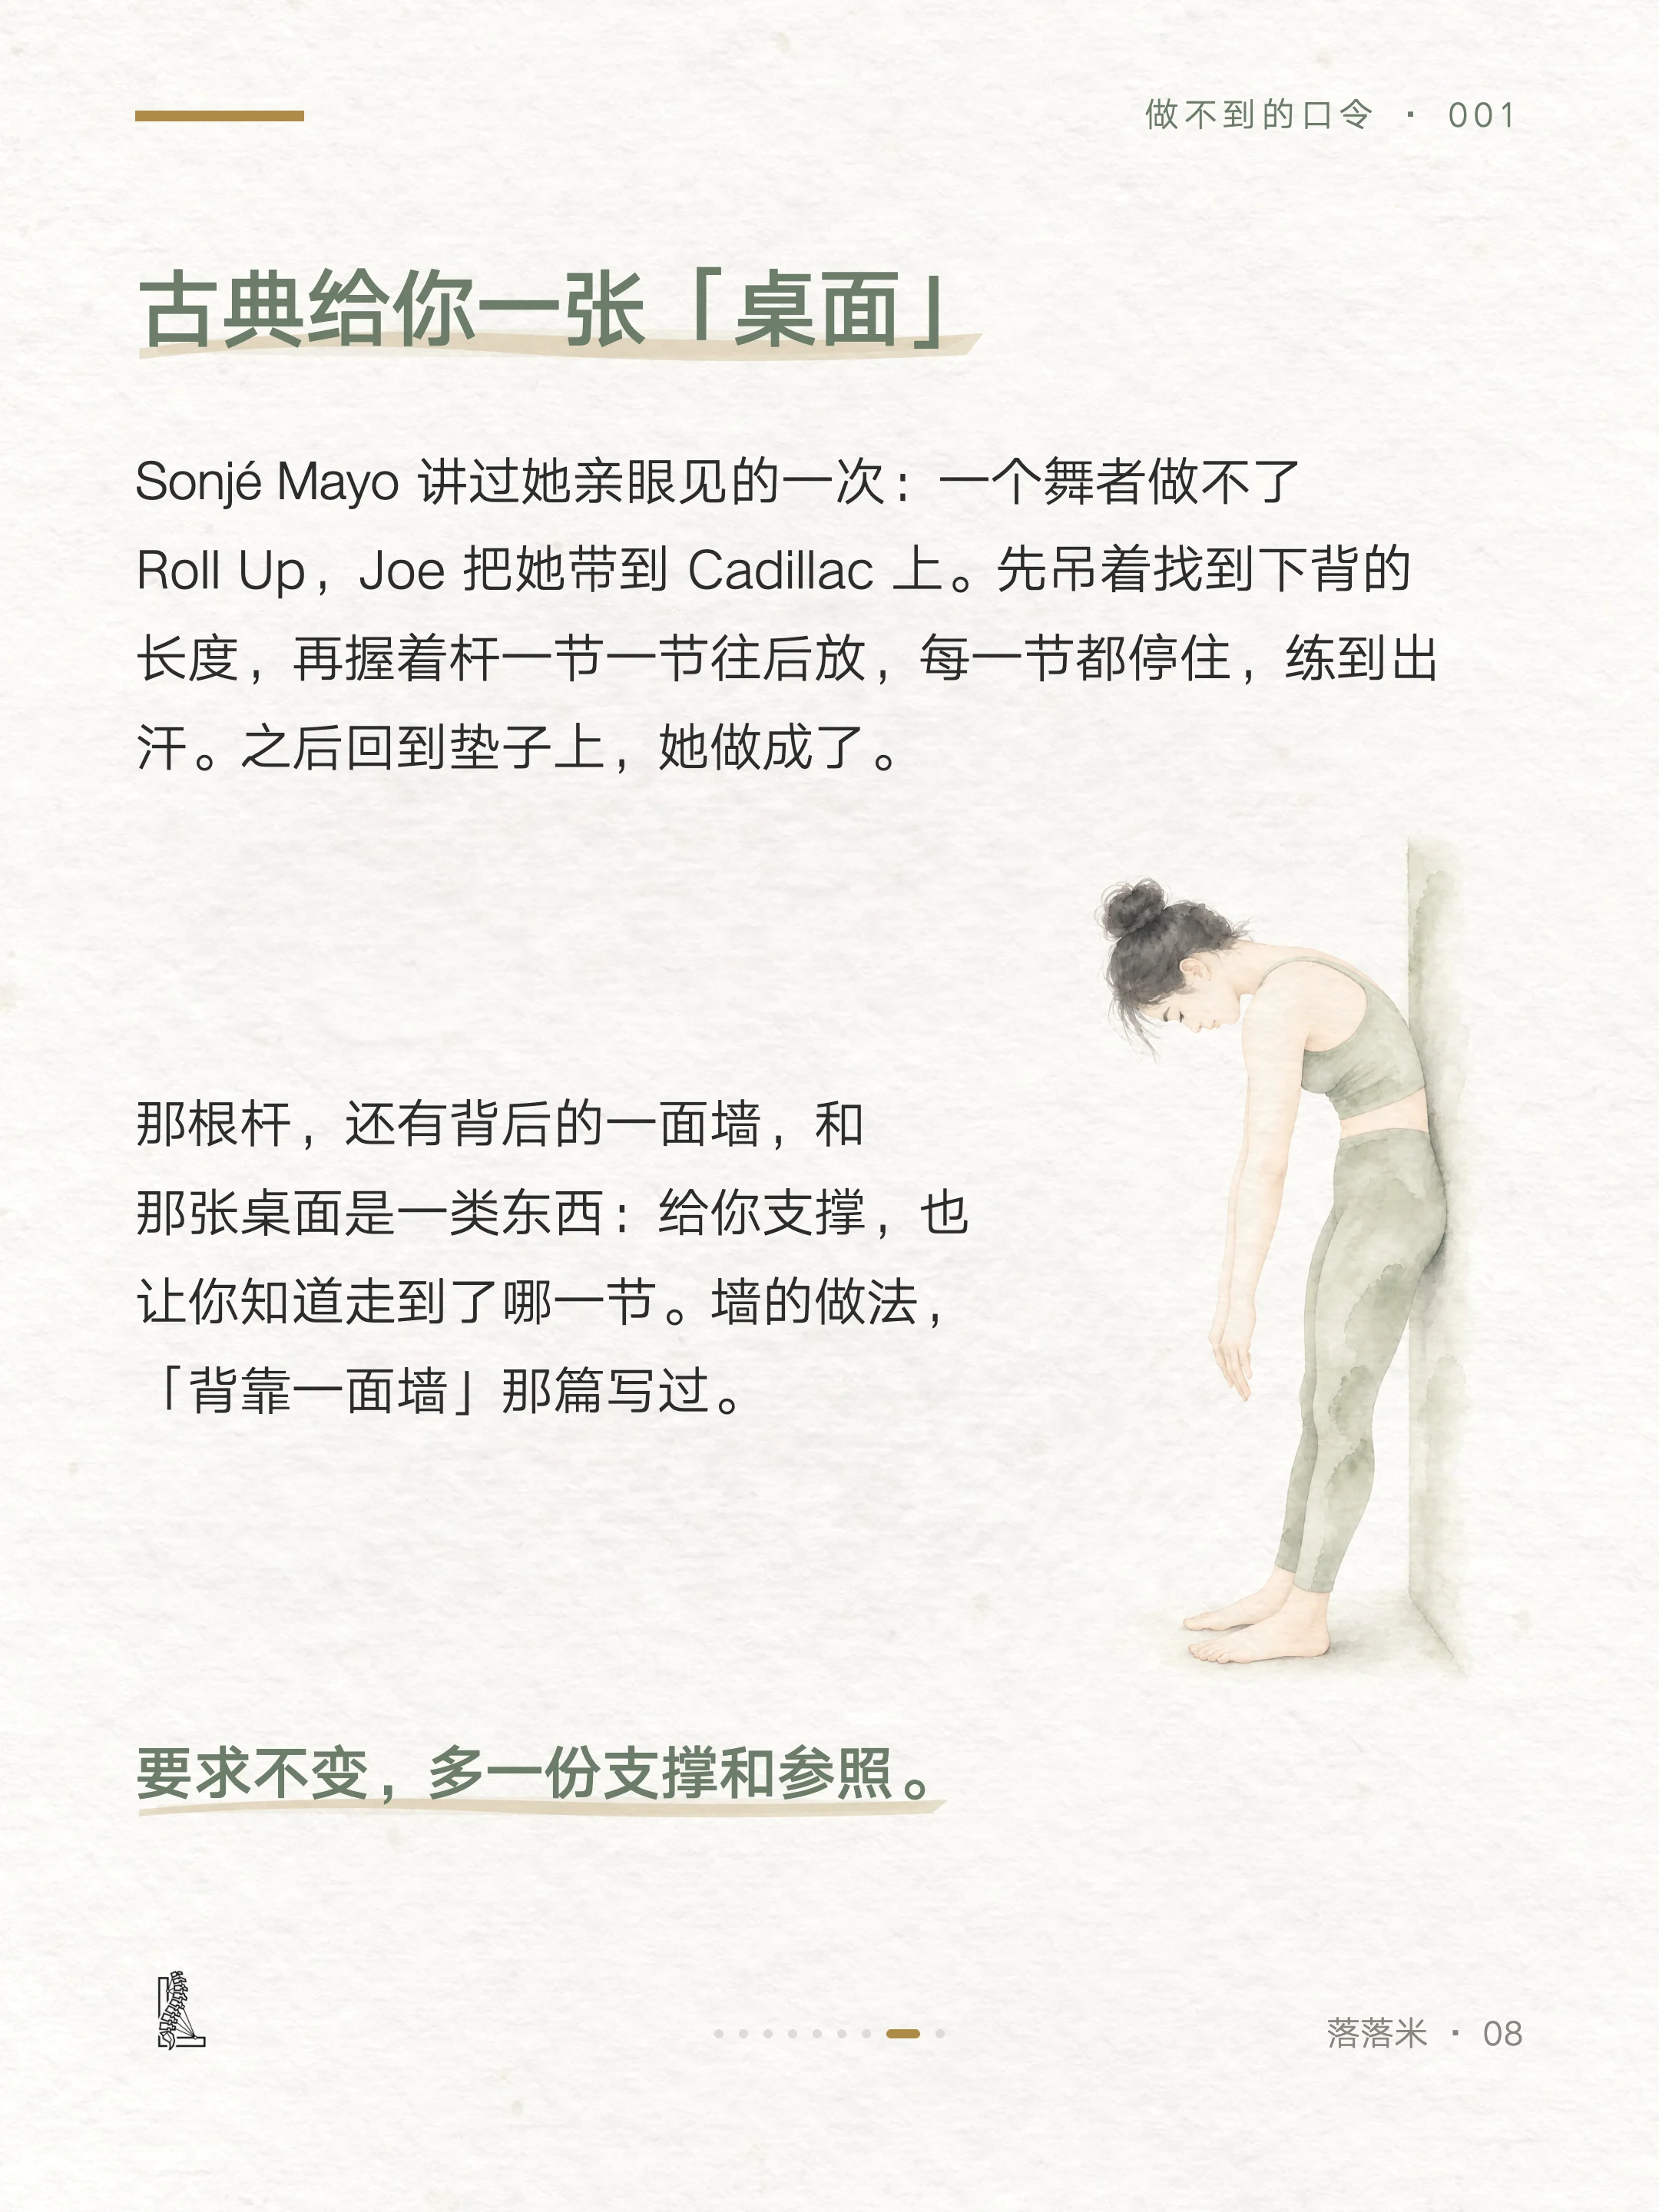 做不到的口令 · 001
古典给你一张「桌面」
Sonjé Mayo 讲过她亲眼见的一次：一个舞者做不了
Roll Up，Joe 把她带到 Cadillac 上。先吊着找到下背的
长度，再握着杆一节一节往后放，每一节都停住，练到出
汗。之后回到垫子上，她做成了。
那根杆，还有背后的一面墙，和
那张桌面是一类东西：给你支撑，也
让你知道走到了哪一节。墙的做法，
「背靠一面墙」那篇写过。
要求不变，多一份支撑和参照。
落落米 · 08